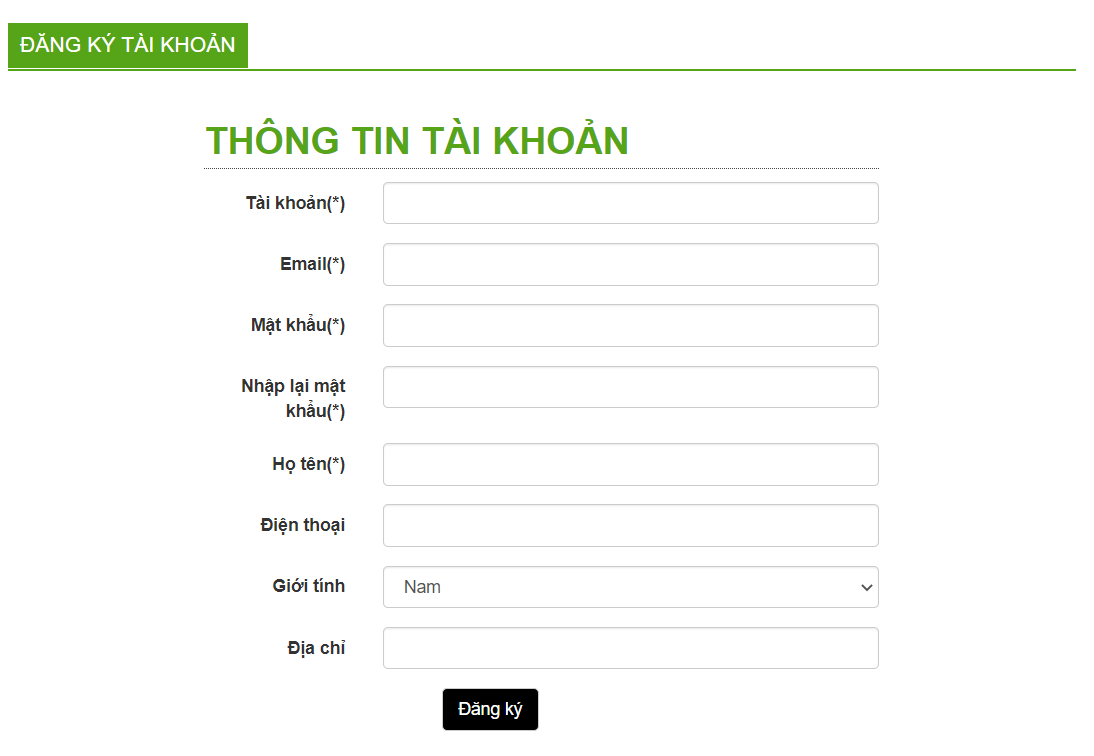 ĐĂNG KÝ TÀI KHOẢN
THÔNG TIN TÀI KHOẢN
Tài khoản(*)
Email(*)
Mật khẩu(*)
Nhập lại mật
khẩu(*)
Họ tên(*)
Điện thoại
Giới tính
Nam
Địa chỉ
Đăng ký